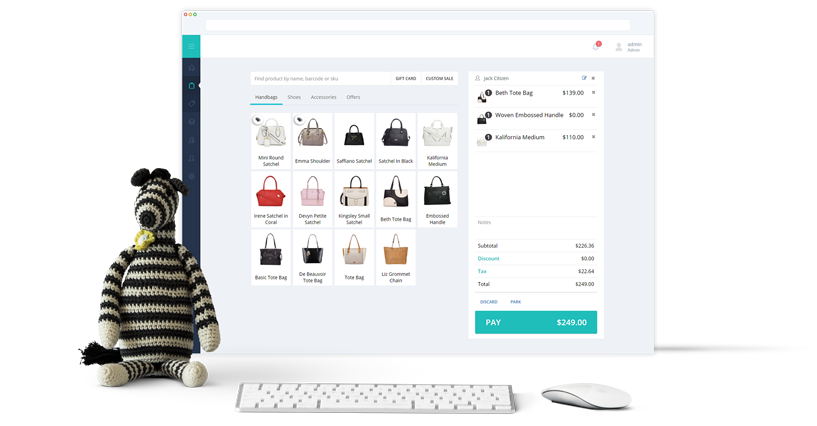 1
admin
Admin
Find product by name, barcode or sku
GIFT CARD
CUSTOM SALE
Handbags
Shoes
Accessories
Offers
Mini Round
Satchel
Emma Shoulder
Saffiano Satchel
Satchel In Black
Kalifornia
Medium
Irene Satchel in
Coral
Devyn Petite
Satchel
Kingsley Small
Satchel
Beth Tote Bag
Embossed
Handle
Basic Tote Bag
De Beauvoir
Tote Bag
Tote Bag
Liz Grommet
Chain
Jack Citizen
1 Beth Tote Bag $139.00
1 Woven Embossed Handle $0.00
1 Kalifornia Medium $110.00
Notes
Subtotal $226.36
Discount $0.00
Tax $22.64
Total $249.00
DISCARD
PARK
PAY $249.00